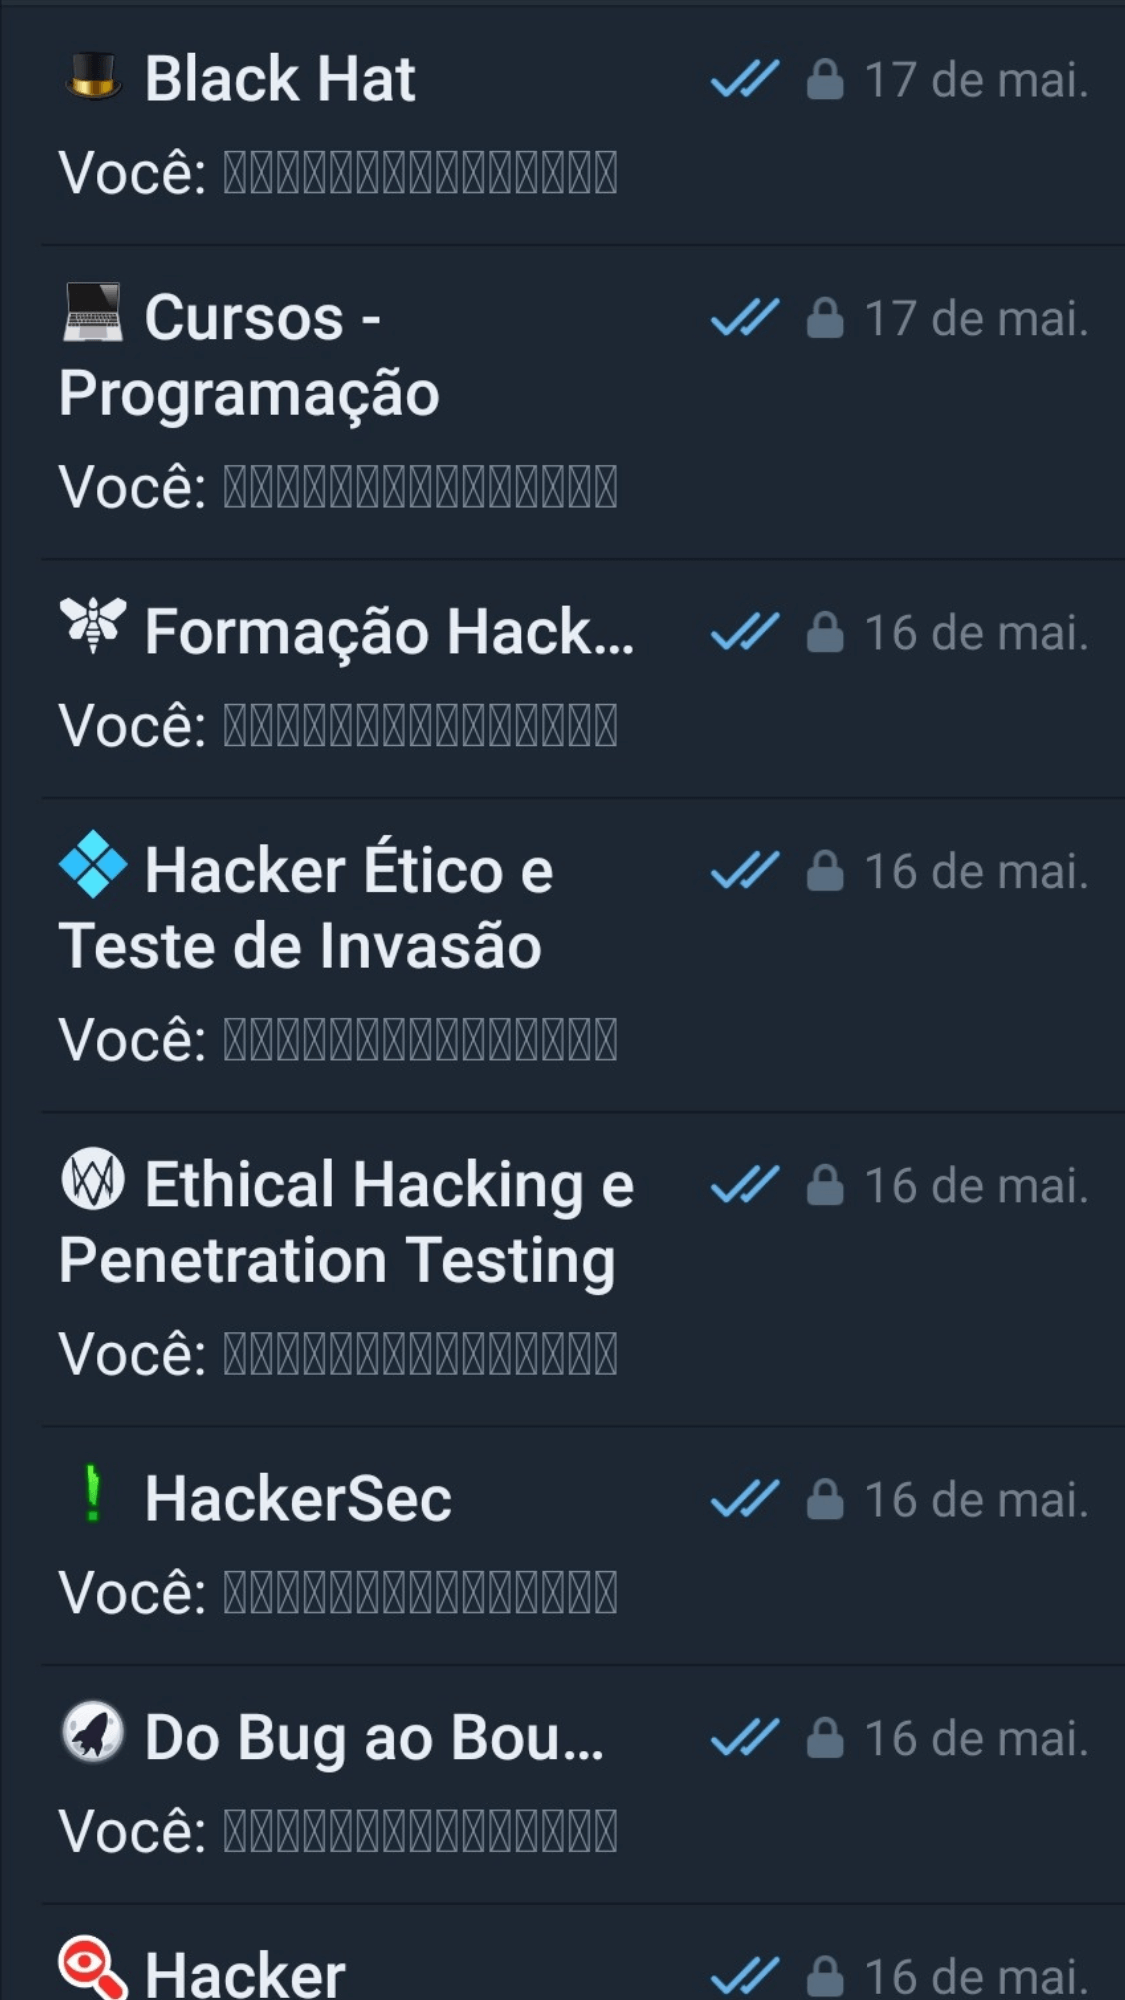 Black Hat 17 de mai.
Você:
Cursos - 17 de mai.
Programação
Você:
Formação Hack... 16 de mai.
Você:
Hacker Ético e 16 de mai.
Teste de Invasão
Você:
Ethical Hacking e 16 de mai.
Penetration Testing
Você:
HackerSec 16 de mai.
Você:
Do Bug ao Bou... 16 de mai.
Você:
Hacker 16 de mai.